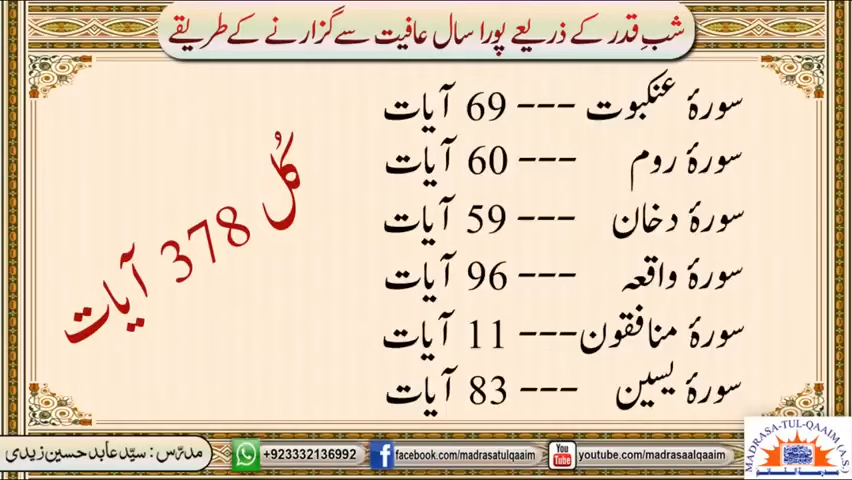 شبِ قدر کے ذریعے پورا سال عافیت سے گزارنے کے طریقے
سورۂ عنکبوت --- 69 آیات
سورۂ روم --- 60 آیات
سورۂ دخان --- 59 آیات
سورۂ واقعہ --- 96 آیات
سورۂ منافقون --- 11 آیات
سورۂ یسین --- 83 آیات
کُل 378 آیات
مدرّس : سیّد عابد حسین زیدی
+923332136992
facebook.com/madrasatulqaaim
You Tube
youtube.com/madrasaalqaaim
MADRASA-TUL-QAAIM (A.S.)